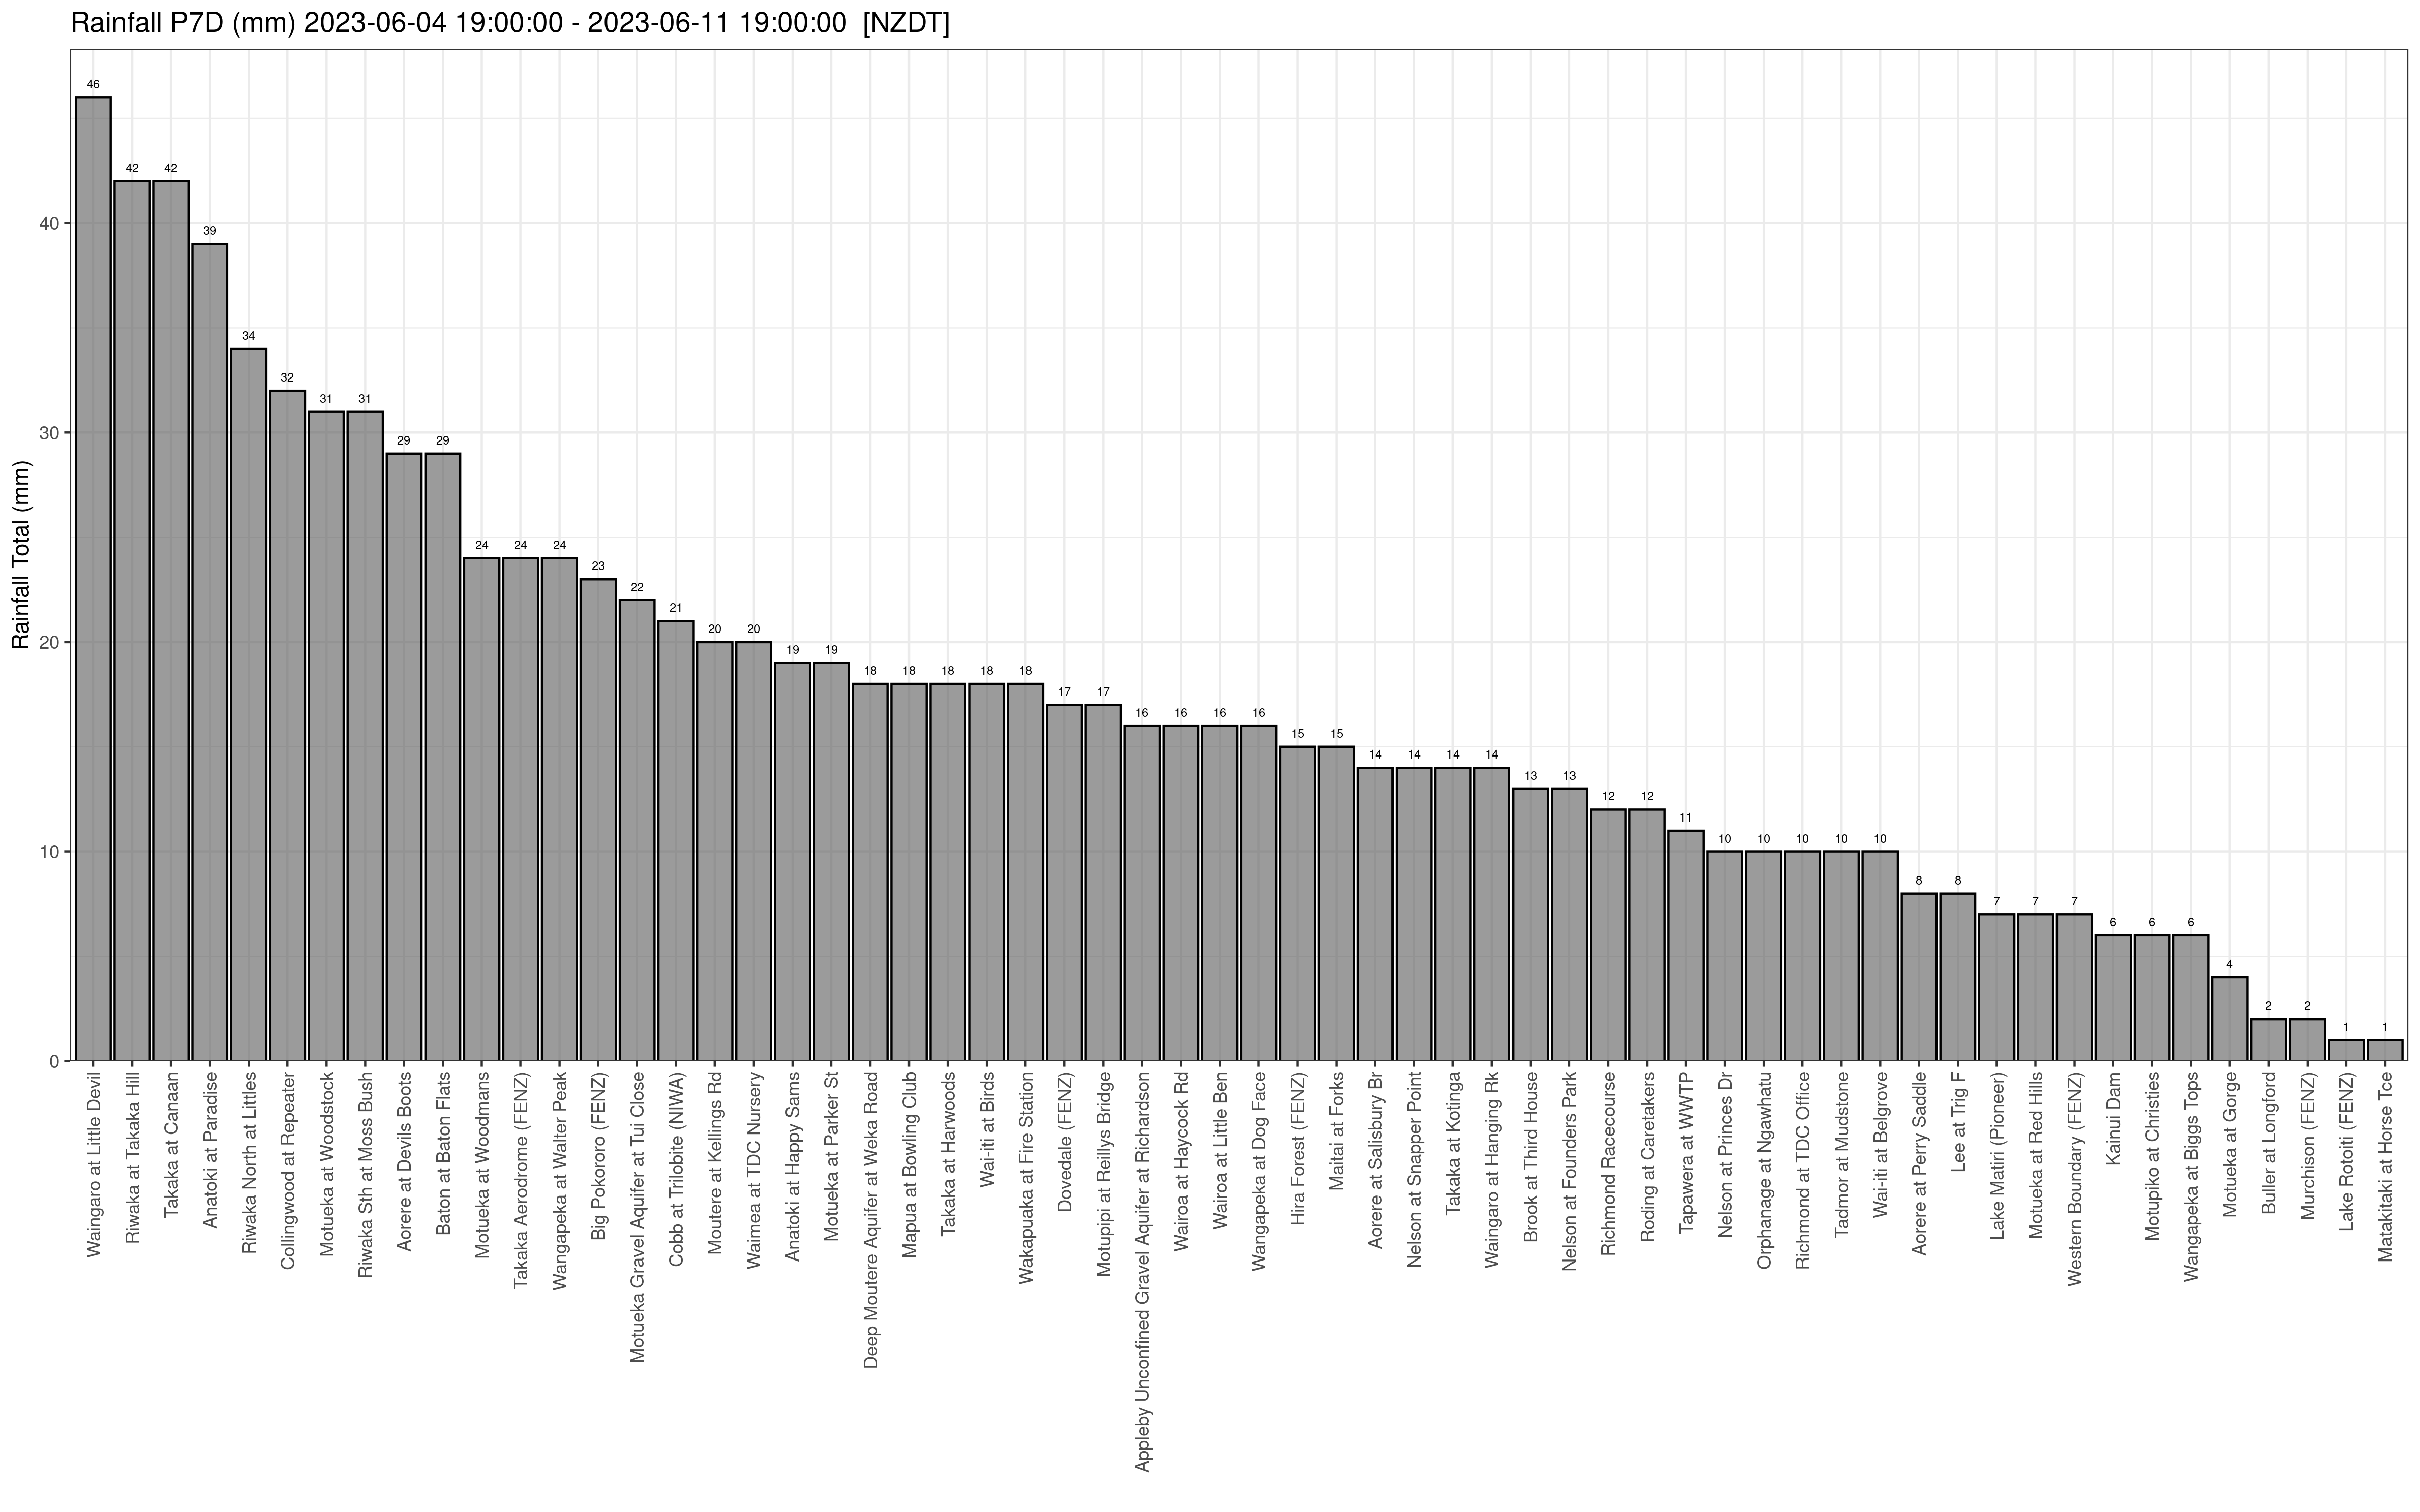 Rainfall P7D (mm) 2023-06-04 19:00:00 - 2023-06-11 19:00:00 [NZDT]
Rainfall Total (mm)
40
30
20
10
0
46
42
42
39
34
32
31
31
29
29
24
24
24
23
22
21
20
20
19
19
18
18
18
18
18
17
17
16
16
16
16
15
15
14
14
14
14
13
13
12
12
11
10
10
10
10
10
8
8
7
7
7
6
6
6
4
2
2
1
1
Waingaro at Little Devil
Riwaka at Takaka Hill
Takaka at Canaan
Anatoki at Paradise
Riwaka North at Littles
Collingwood at Repeater
Motueka at Woodstock
Riwaka Sth at Moss Bush
Aorere at Devils Boots
Baton at Baton Flats
Motueka at Woodmans
Takaka Aerodrome (FENZ)
Wangapeka at Walter Peak
Big Pokororo (FENZ)
Motueka Gravel Aquifer at Tui Close
Cobb at Trilobite (NIWA)
Moutere at Kellings Rd
Waimea at TDC Nursery
Anatoki at Happy Sams
Motueka at Parker St
Deep Moutere Aquifer at Weka Road
Mapua at Bowling Club
Takaka at Harwoods
Wai-iti at Birds
Wakapuaka at Fire Station
Dovedale (FENZ)
Motupipi at Reillys Bridge
Appleby Unconfined Gravel Aquifer at Richardson
Wairoa at Haycock Rd
Wairoa at Little Ben
Wangapeka at Dog Face
Hira Forest (FENZ)
Maitai at Forks
Aorere at Salisbury Br
Nelson at Snapper Point
Takaka at Kotinga
Waingaro at Hanging Rk
Brook at Third House
Nelson at Founders Park
Richmond Racecourse
Roding at Caretakers
Tapawera at WWTP
Nelson at Princes Dr
Orphanage at Ngawhatu
Richmond at TDC Office
Tadmor at Mudstone
Wai-iti at Belgrove
Aorere at Perry Saddle
Lee at Trig F
Lake Matiri (Pioneer)
Motueka at Red Hills
Western Boundary (FENZ)
Kainui Dam
Motupiko at Christies
Wangapeka at Biggs Tops
Motueka at Gorge
Buller at Longford
Murchison (FENZ)
Lake Rotoiti (FENZ)
Matakitaki at Horse Tce